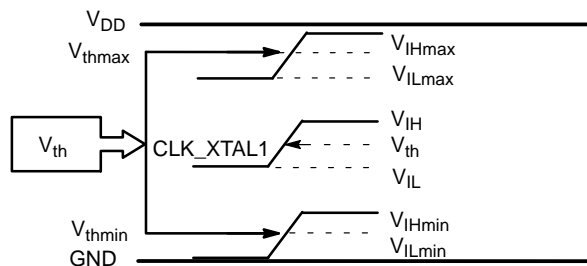 VDD
Vthmax
VIHmax
VILmax
Vth
CLK_XTAL1
VIH
Vth
VIL
Vthmin
VIHmin
VILmin
GND